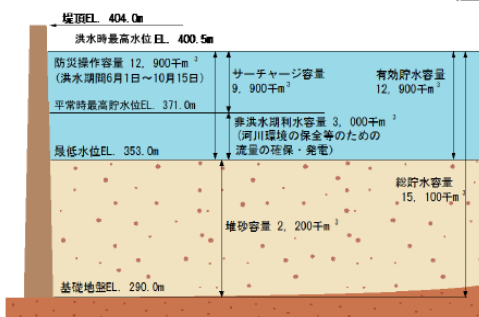 堤頂EL. 404.0m
洪水時最高水位 EL. 400.5m
防災操作容量 12, 900千m³
(洪水期間6月1日～10月15日)
サーチャージ容量
9, 900千m³
有効貯水容量
12, 900千m³
平常時最高貯水位EL. 371.0m
非洪水期利水容量 3, 000千m³
(河川環境の保全等のための
流量の確保・発電)
最低水位EL. 353.0m
総貯水容量
15, 100千m³
堆砂容量 2, 200千m³
基礎地盤EL. 290.0m